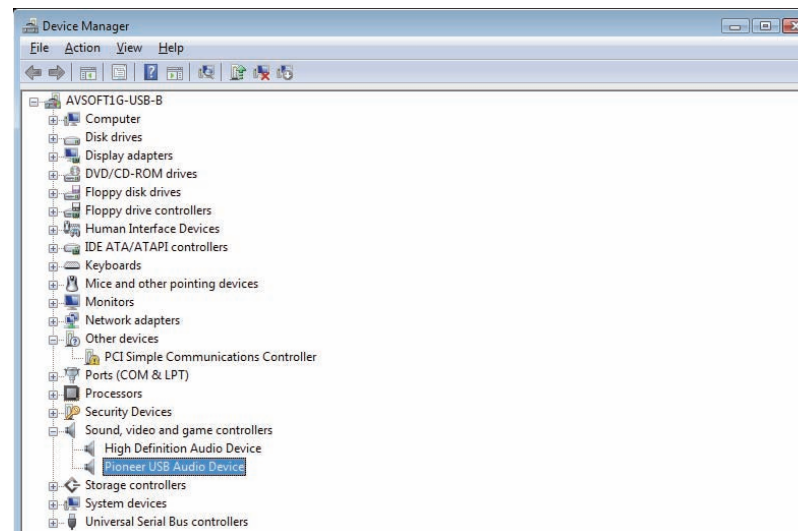 Device Manager
File Action View Help
AVSOFT1G-USB-B
Computer
Disk drives
Display adapters
DVD/CD-ROM drives
Floppy disk drives
Floppy drive controllers
Human Interface Devices
IDE ATA/ATAPI controllers
Keyboards
Mice and other pointing devices
Monitors
Network adapters
Other devices
PCI Simple Communications Controller
Ports (COM & LPT)
Processors
Security Devices
Sound, video and game controllers
High Definition Audio Device
Pioneer USB Audio Device
Storage controllers
System devices
Universal Serial Bus controllers